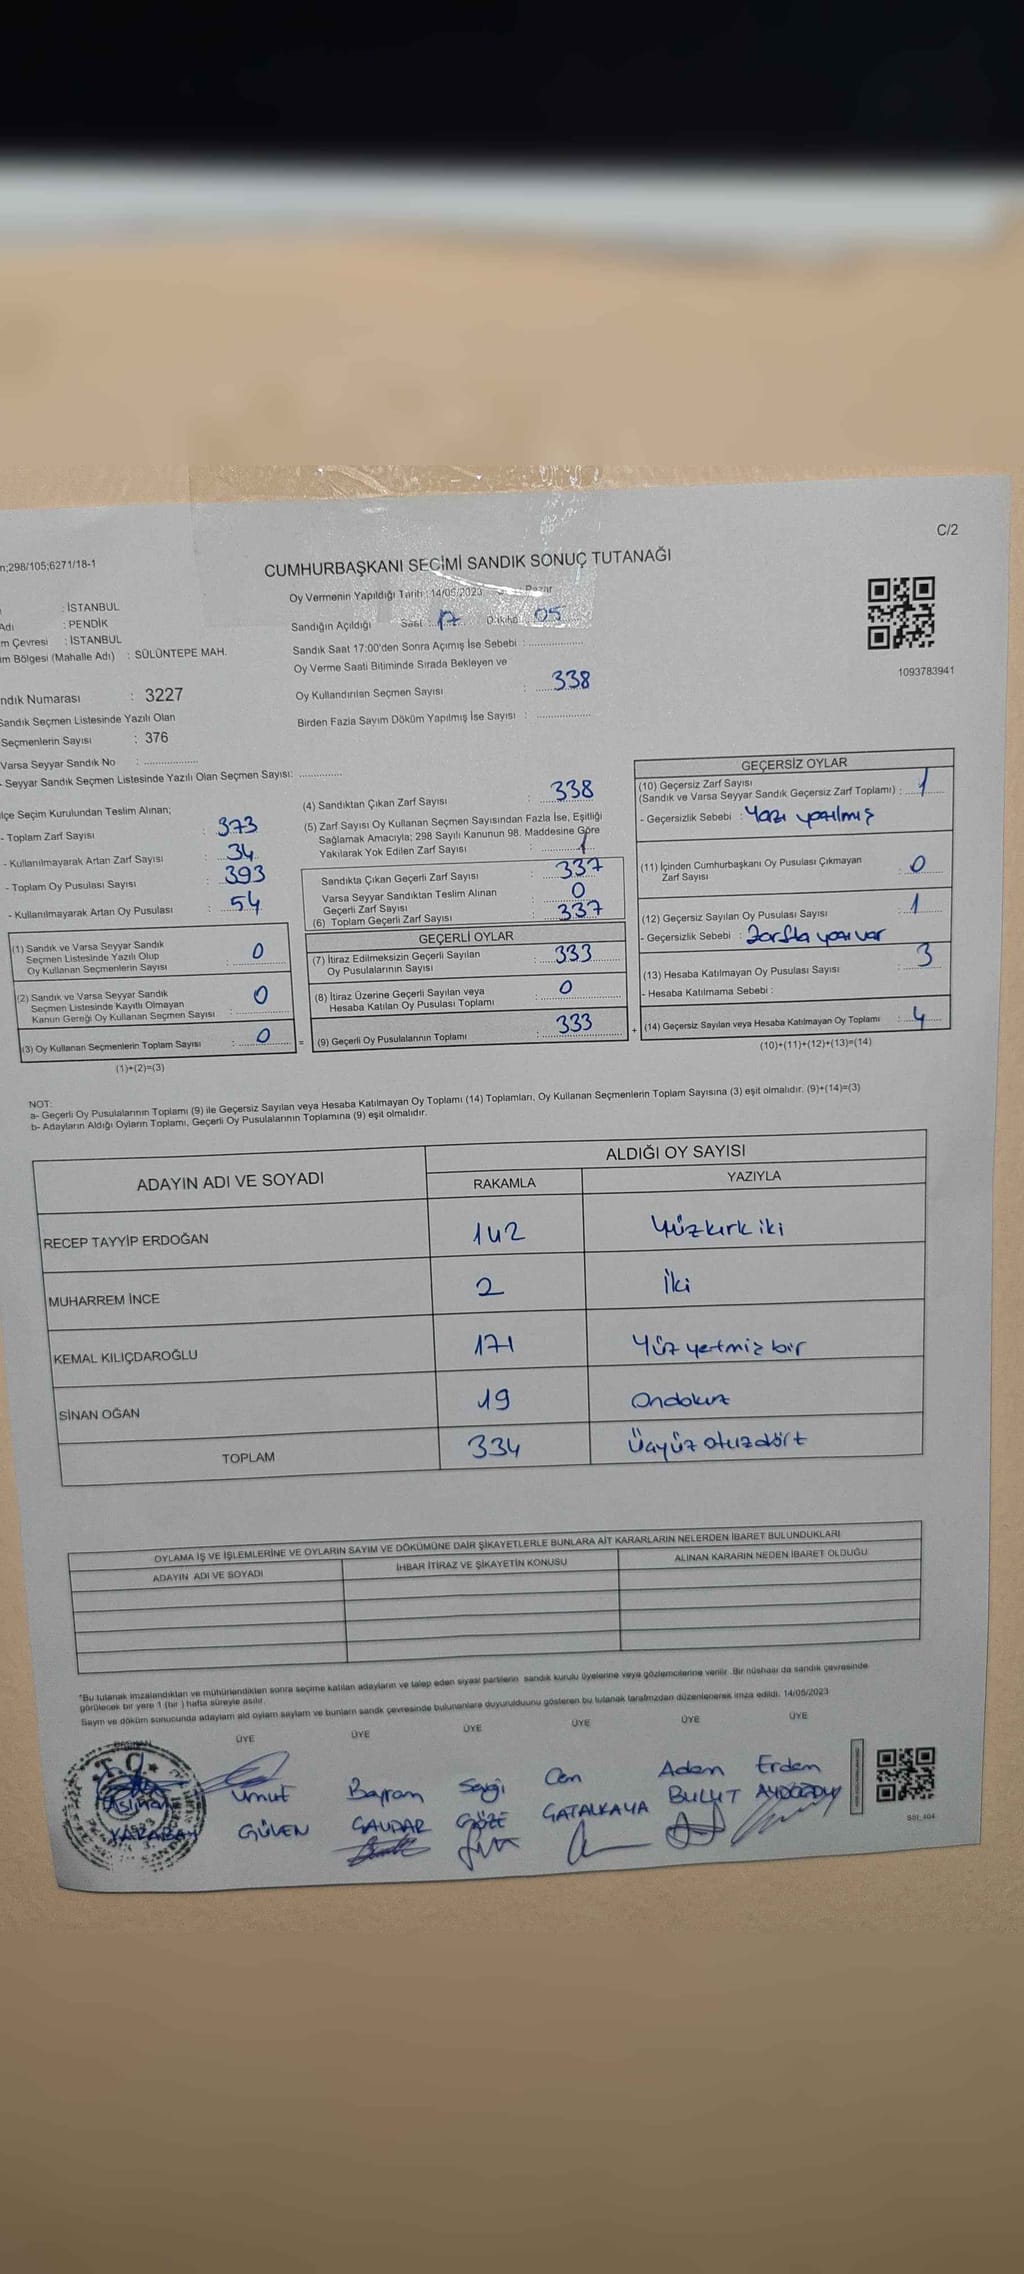 C/2
n;298/105;6271/18-1
CUMHURBAŞKANI SEÇİMİ SANDIK SONUÇ TUTANAĞI
: İSTANBUL
Adı : PENDİK
m Çevresi : İSTANBUL
im Bölgesi (Mahalle Adı) : SÜLÜNTEPE MAH.
ndık Numarası : 3227
Sandık Seçmen Listesinde Yazılı Olan
Seçmenlerin Sayısı : 376
Varsa Seyyar Sandık No : ....................
- Seyyar Sandık Seçmen Listesinde Yazılı Olan Seçmen Sayısı: ................
Oy Vermenin Yapıldığı Tarih : 14/05/2023 Pazar
Sandığın Açıldığı Saat : 17 Dakika 05
Sandık Saat 17:00'den Sonra Açımış İse Sebebi : ....................
Oy Verme Saati Bitiminde Sırada Bekleyen ve
Oy Kullandırılan Seçmen Sayısı : 338
Birden Fazla Sayım Döküm Yapılmış İse Sayısı : ....................
1093783941
lçe Seçim Kurulundan Teslim Alınan;
- Toplam Zarf Sayısı : 373
- Kullanılmayarak Artan Zarf Sayısı : 34
- Toplam Oy Pusulası Sayısı : 393
- Kullanılmayarak Artan Oy Pusulası : 54
(1) Sandık ve Varsa Seyyar Sandık
Seçmen Listesinde Yazılı Olup
Oy Kullanan Seçmenlerin Sayısı : 0
(2) Sandık ve Varsa Seyyar Sandık
Seçmen Listesinde Kayıtlı Olmayan
Kanun Gereği Oy Kullanan Seçmen Sayısı : 0
(3) Oy Kullanan Seçmenlerin Toplam Sayısı : 0 =
(1)+(2)=(3)
(4) Sandıktan Çıkan Zarf Sayısı : 338
(5) Zarf Sayısı Oy Kullanan Seçmen Sayısından Fazla İse, Eşitliği
Sağlamak Amacıyla; 298 Sayılı Kanunun 98. Maddesine Göre
Yakılarak Yok Edilen Zarf Sayısı : 1
Sandıkta Çıkan Geçerli Zarf Sayısı : 337
Varsa Seyyar Sandıktan Teslim Alınan
Geçerli Zarf Sayısı : 0
(6) Toplam Geçerli Zarf Sayısı : 337
GEÇERLİ OYLAR
(7) İtiraz Edilmeksizin Geçerli Sayılan
Oy Pusulalarının Sayısı : 333
(8) İtiraz Üzerine Geçerli Sayılan veya
Hesaba Katılan Oy Pusulası Toplamı : 0
(9) Geçerli Oy Pusulalarının Toplamı : 333 +
GEÇERSİZ OYLAR
(10) Geçersiz Zarf Sayısı
(Sandık ve Varsa Seyyar Sandık Geçersiz Zarf Toplamı) : 1
- Geçersizlik Sebebi : Yazı yazılmış
(11) İçinden Cumhurbaşkanı Oy Pusulası Çıkmayan
Zarf Sayısı : 0
(12) Geçersiz Sayılan Oy Pusulası Sayısı : 1
- Geçersizlik Sebebi : Zarfta yazı var
(13) Hesaba Katılmayan Oy Pusulası Sayısı : 3
- Hesaba Katılmama Sebebi :
(14) Geçersiz Sayılan veya Hesaba Katılmayan Oy Toplamı : 4
(10)+(11)+(12)+(13)=(14)
NOT:
a- Geçerli Oy Pusulalarının Toplamı (9) ile Geçersiz Sayılan veya Hesaba Katılmayan Oy Toplamı (14) Toplamları, Oy Kullanan Seçmenlerin Toplam Sayısına (3) eşit olmalıdır. (9)+(14)=(3)
b- Adayların Aldığı Oyların Toplamı, Geçerli Oy Pusulalarının Toplamına (9) eşit olmalıdır.
ADAYIN ADI VE SOYADI ALDIĞI OY SAYISI
RAKAMLA YAZIYLA
RECEP TAYYİP ERDOĞAN 142 Yüzkırk iki
MUHARREM İNCE 2 İki
KEMAL KILIÇDAROĞLU 171 Yüz yetmiş bir
SİNAN OĞAN 19 Ondokuz
TOPLAM 334 Üçyüz otuzdört
OYLAMA İŞ VE İŞLEMLERİNE VE OYLARIN SAYIM VE DÖKÜMÜNE DAİR ŞİKAYETLERLE BUNLARA AİT KARARLARIN NELERDEN İBARET BULUNDUKLARI
ADAYIN ADI VE SOYADI İHBAR İTİRAZ VE ŞİKAYETİN KONUSU ALINAN KARARIN NEDEN İBARET OLDUĞU
*Bu tutanak imzalandıktan ve mühürlendikten sonra seçime katılan adayların ve talep eden siyasi partilerin sandık kurulu üyelerine veya gözlemcilerine verilir .Bir nüshası da sandık çevresinde
görülecek bir yere 1 (bir ) hafta süreyle asılır.
Sayım ve döküm sonucunda adayların ald oyların sayıları ve bunların sandık çevresinde bulunanlara duyurulduunu gösteren bu tutanak tarafımzdan düzenlenerek imza edildi. 14/05/2023
BAŞKAN ÜYE ÜYE ÜYE ÜYE ÜYE ÜYE
Aslıhan Umut Bayram Sevgi Cen Adem Erdem
KARABAY GÜVEN GAUDAR GÖZE ÇATALKAYA BULUT AYDOĞDU